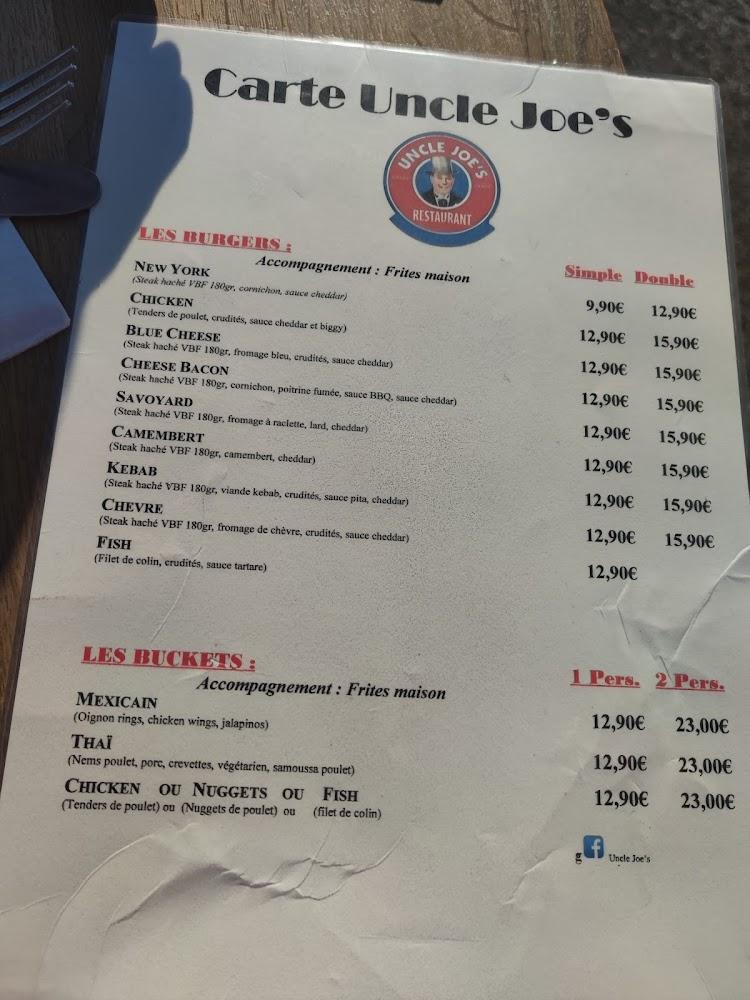 Carte Uncle Joe's
UNCLE JOE'S
RESTAURANT
LES BURGERS :
Accompagnement : Frites maison
Simple Double
NEW YORK
(Steak haché VBF 180gr, cornichon, sauce cheddar)
9,90€ 12,90€
CHICKEN
(Tenders de poulet, crudités, sauce cheddar et biggy)
12,90€ 15,90€
BLUE CHEESE
(Steak haché VBF 180gr, fromage bleu, crudités, sauce cheddar)
12,90€ 15,90€
CHEESE BACON
(Steak haché VBF 180gr, cornichon, poitrine fumée, sauce BBQ, sauce cheddar)
12,90€ 15,90€
SAVOYARD
(Steak haché VBF 180gr, fromage à raclette, lard, cheddar)
12,90€ 15,90€
CAMEMBERT
(Steak haché VBF 180gr, camembert, cheddar)
12,90€ 15,90€
KEBAB
(Steak haché VBF 180gr, viande kebab, crudités, sauce pita, cheddar)
12,90€ 15,90€
CHEVRE
(Steak haché VBF 180gr, fromage de chèvre, crudités, sauce cheddar)
12,90€ 15,90€
FISH
(Filet de colin, crudités, sauce tartare)
12,90€
LES BUCKETS :
Accompagnement : Frites maison
1 Pers. 2 Pers.
MEXICAIN
(Oignon rings, chicken wings, jalapinos)
12,90€ 23,00€
THAÏ
(Nems poulet, porc, crevettes, végétarien, samoussa poulet)
12,90€ 23,00€
CHICKEN OU NUGGETS OU FISH
(Tenders de poulet) ou (Nuggets de poulet) ou (filet de colin)
12,90€ 23,00€
g f Uncle Joe's